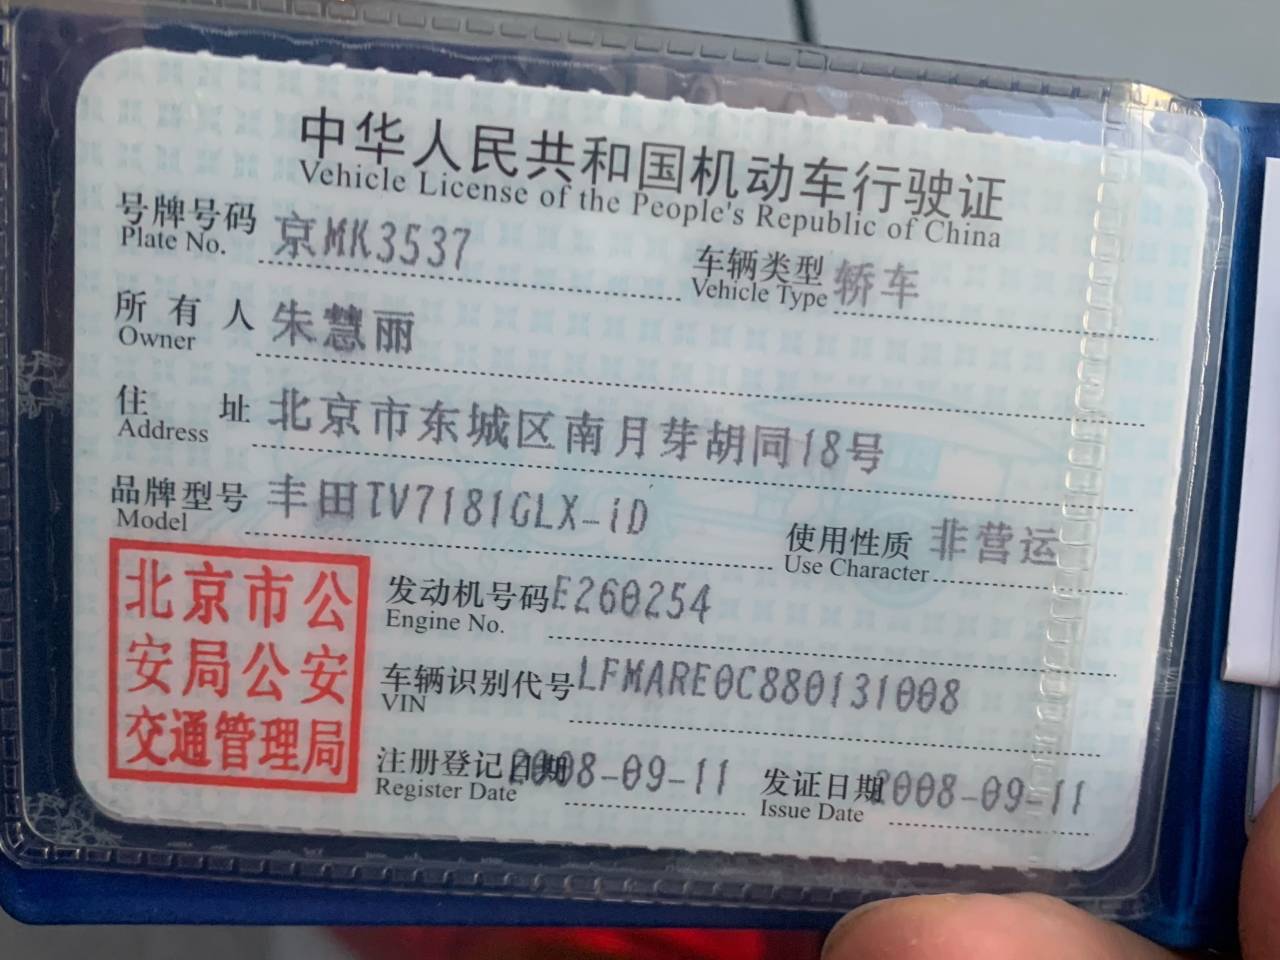 中华人民共和国机动车行驶证
Vehicle License of the People's Republic of China
号牌号码 京MK3537 车辆类型 轿车
Plate No. Vehicle Type
所有人 朱慧丽
Owner
住址 北京市东城区南月芽胡同18号
Address
品牌型号 丰田TV7181GLX-iD 使用性质 非营运
Model Use Character
北京市公
安局公安
交通管理局
发动机号码 E260254
Engine No.
车辆识别代号 LFMARE0C880131008
VIN
注册登记日期 2008-09-11 发证日期 2008-09-11
Register Date Issue Date